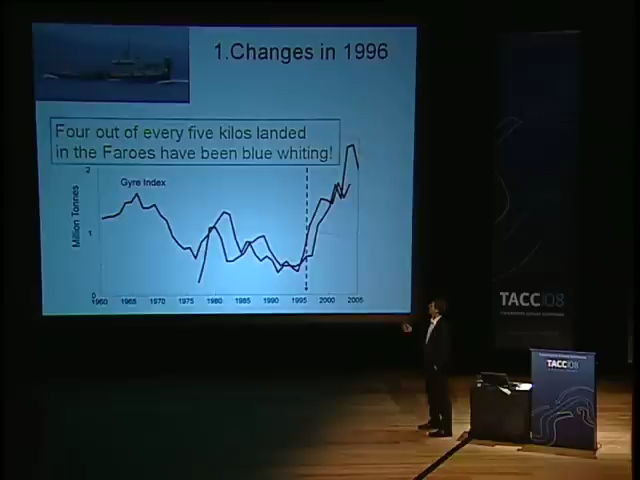 1.Changes in 1996
Four out of every five kilos landed
in the Faroes have been blue whiting!
Gyre Index
Million Tonnes
2
1
0
1960 1965 1970 1975 1980 1985 1990 1995 2000 2005
TACC08
TACC08